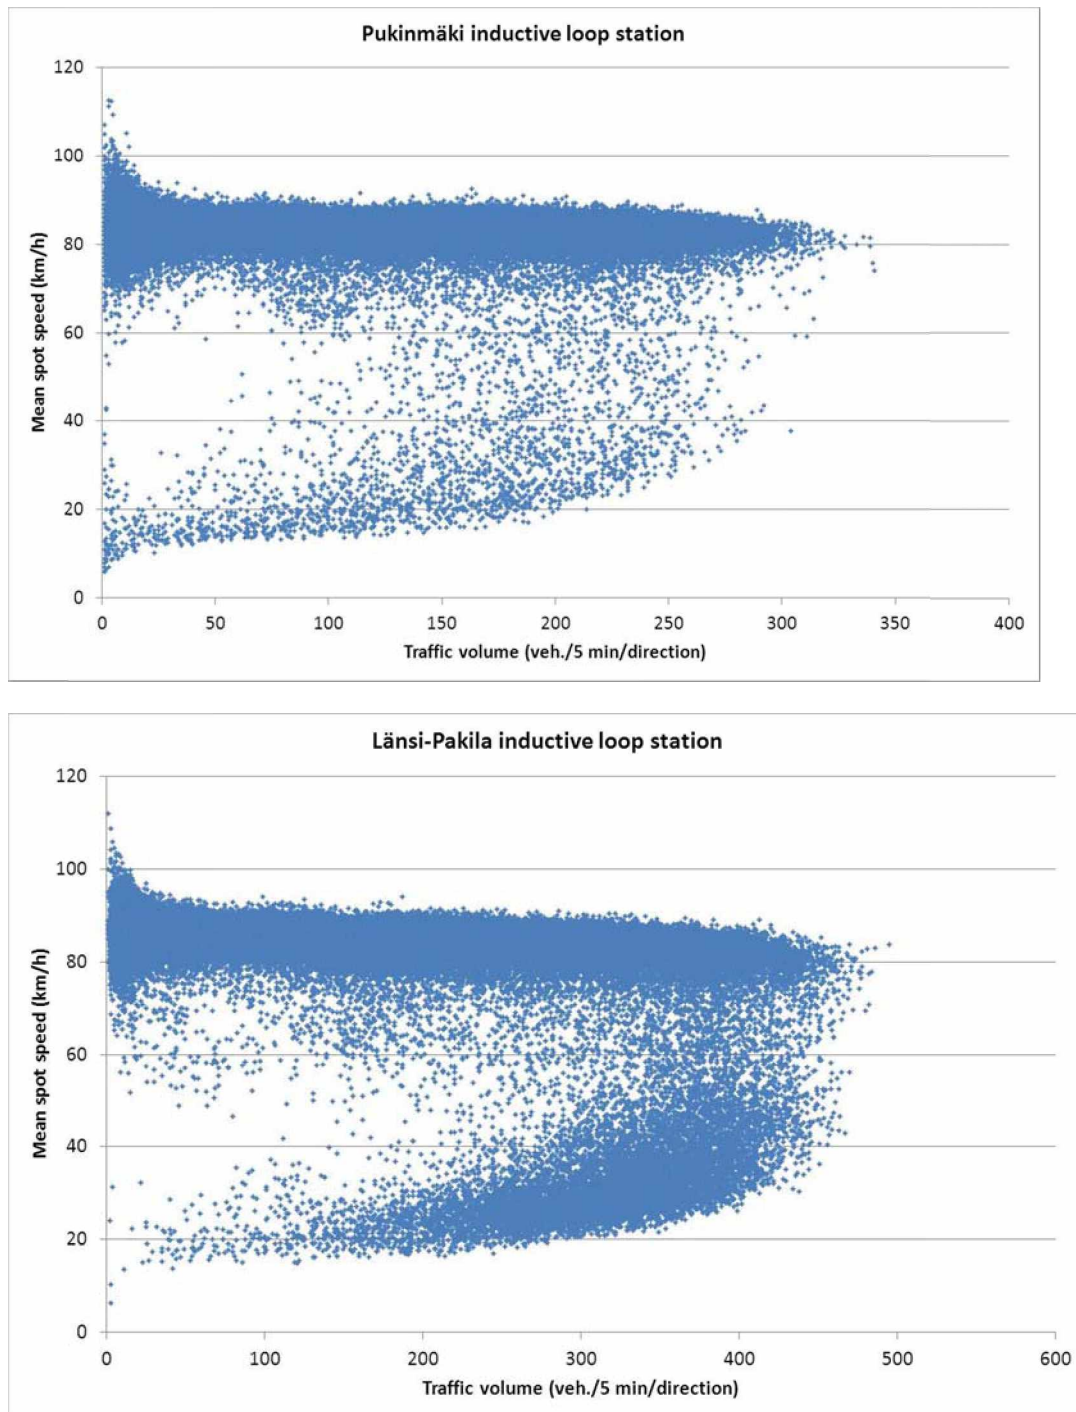 Pukinmäki inductive loop station
120
100
80
60
40
20
0
Mean spot speed (km/h)
0 50 100 150 200 250 300 350 400
Traffic volume (veh./5 min/direction)
Länsi-Pakila inductive loop station
120
100
80
60
40
20
0
Mean spot speed (km/h)
0 100 200 300 400 500 600
Traffic volume (veh./5 min/direction)